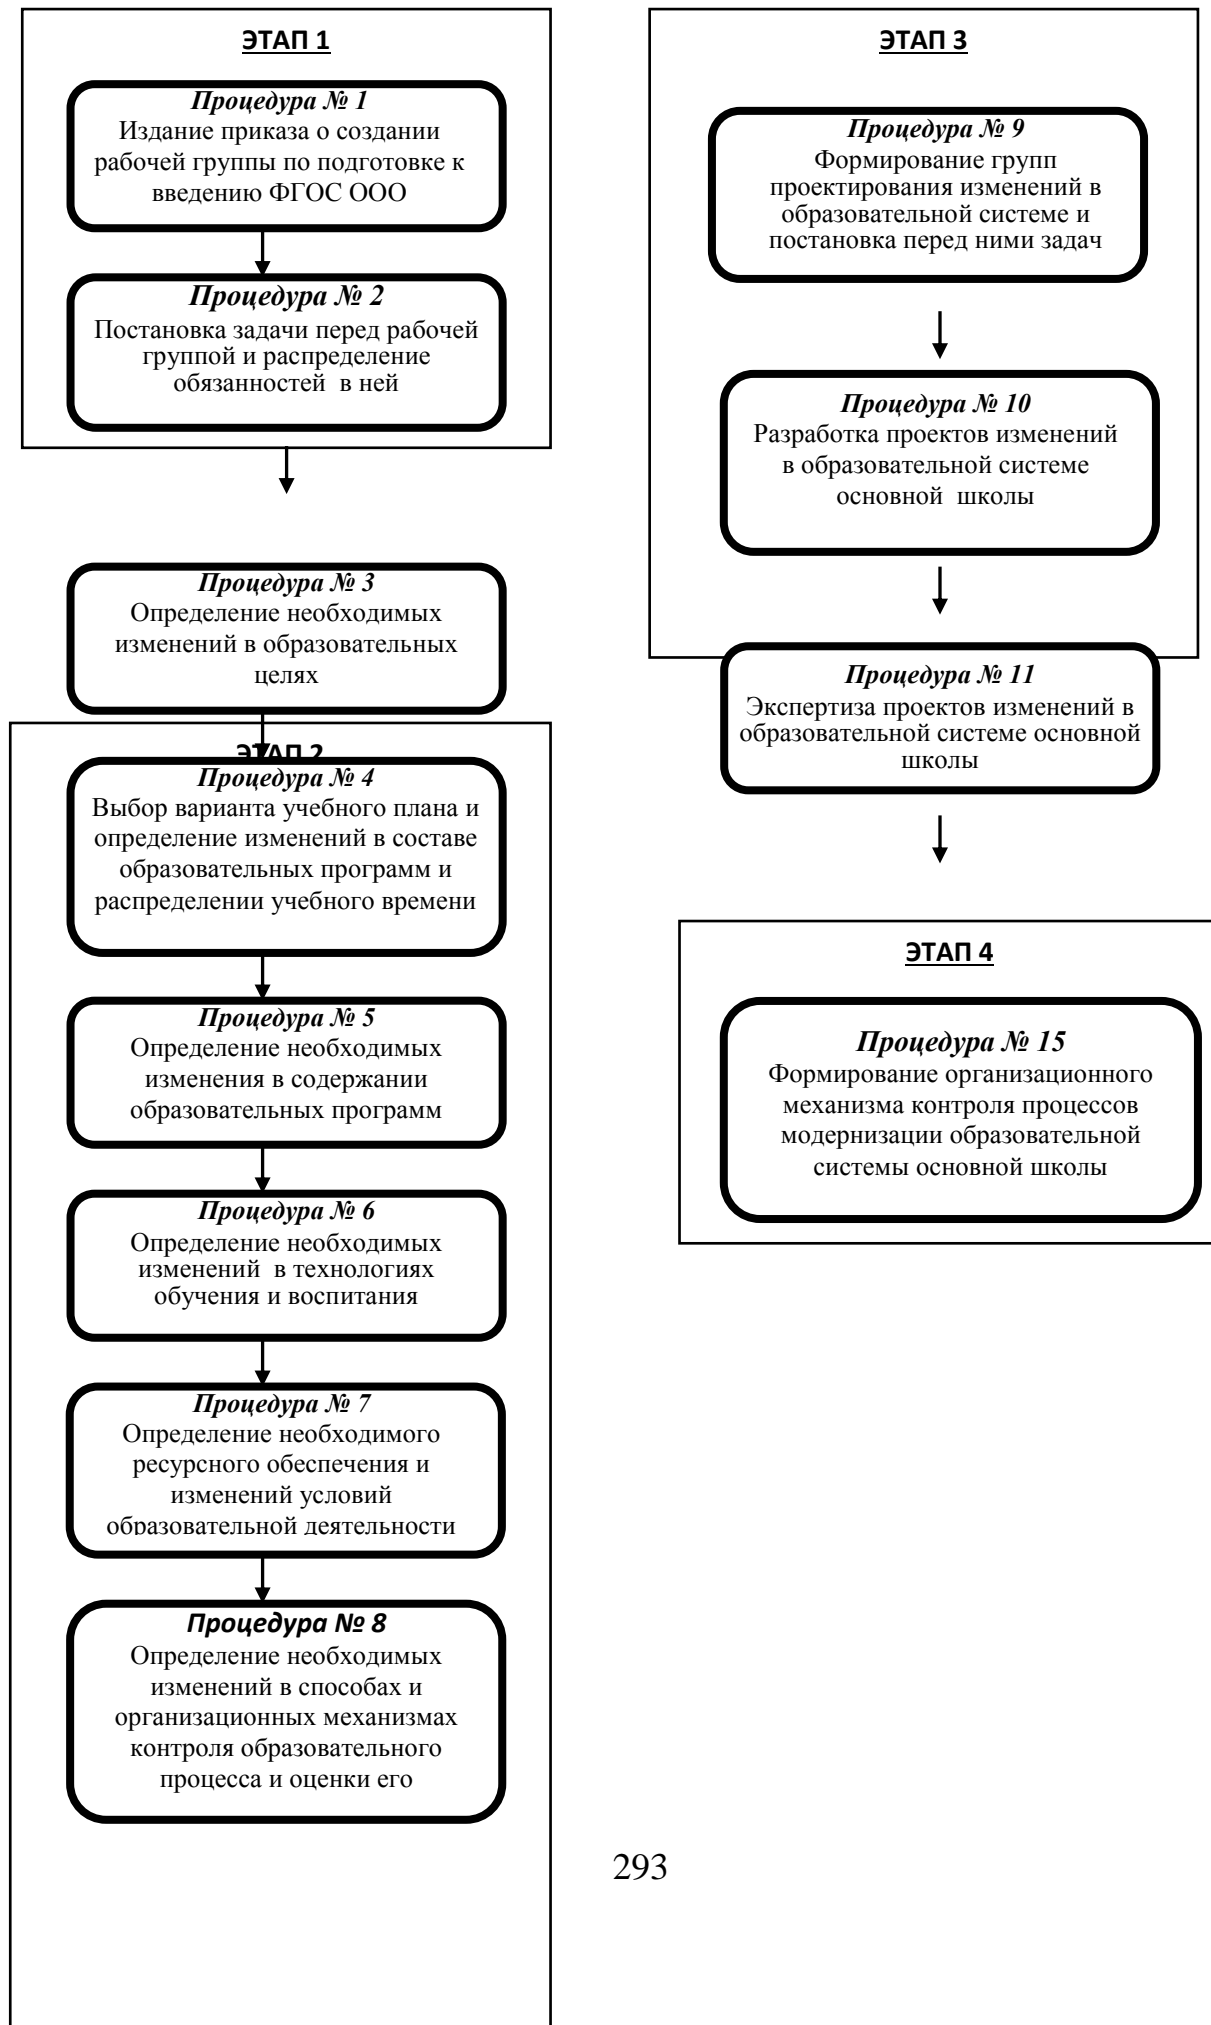 ЭТАП 1
Процедура № 1
Издание приказа о создании
рабочей группы по подготовке к
введению ФГОС ООО
Процедура № 2
Постановка задачи перед рабочей
группой и распределение
обязанностей в ней
Процедура № 3
Определение необходимых
изменений в образовательных
целях
ЭТАП 2
Процедура № 4
Выбор варианта учебного плана и
определение изменений в составе
образовательных программ и
распределении учебного времени
Процедура № 5
Определение необходимых
изменения в содержании
образовательных программ
Процедура № 6
Определение необходимых
изменений в технологиях
обучения и воспитания
Процедура № 7
Определение необходимого
ресурсного обеспечения и
изменений условий
образовательной деятельности
Процедура № 8
Определение необходимых
изменений в способах и
организационных механизмах
контроля образовательного
процесса и оценки его
ЭТАП 3
Процедура № 9
Формирование групп
проектирования изменений в
образовательной системе и
постановка перед ними задач
Процедура № 10
Разработка проектов изменений
в образовательной системе
основной школы
Процедура № 11
Экспертиза проектов изменений в
образовательной системе основной
школы
ЭТАП 4
Процедура № 15
Формирование организационного
механизма контроля процессов
модернизации образовательной
системы основной школы
293